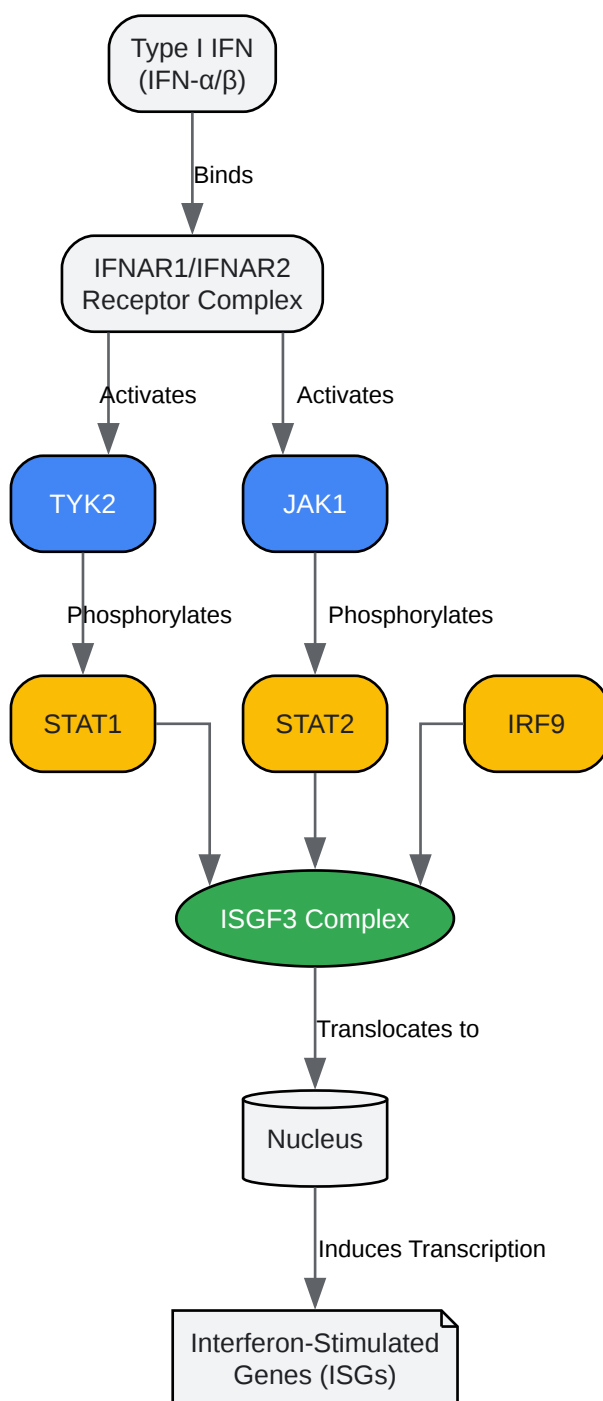 Type I IFN
(IFN-α/β)
Binds
IFNAR1/IFNAR2
Receptor Complex
Activates
Activates
TYK2
JAK1
Phosphorylates
Phosphorylates
STAT1
STAT2
IRF9
ISGF3 Complex
Translocates to
Nucleus
Induces Transcription
Interferon-Stimulated
Genes (ISGs)